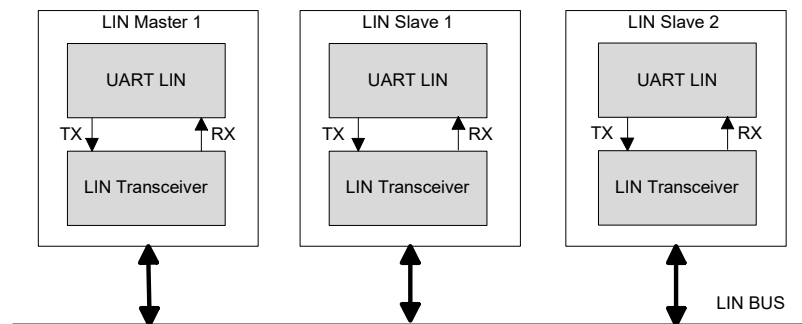 LIN Master 1
LIN Slave 1
LIN Slave 2
UART LIN
UART LIN
UART LIN
TX
RX
TX
RX
TX
RX
LIN Transceiver
LIN Transceiver
LIN Transceiver
LIN BUS